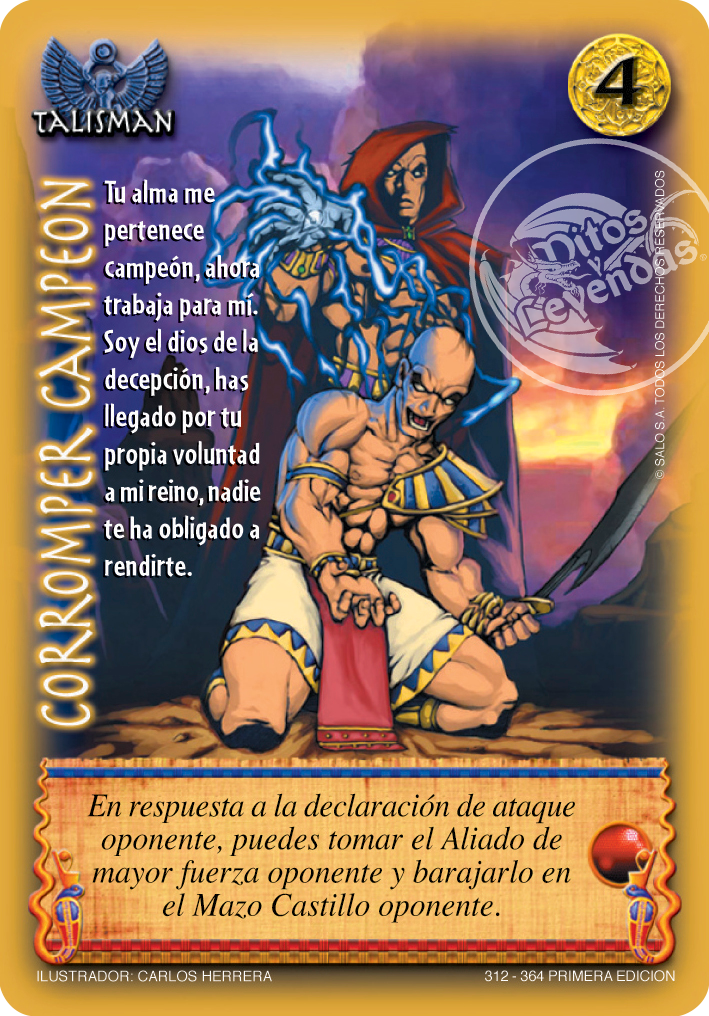 TALISMAN
4
CORROMPER CAMPEON
Tu alma me
pertenece
campeón, ahora
trabaja para mí.
Soy el dios de la
decepción, has
llegado por tu
propia voluntad
a mi reino, nadie
te ha obligado a
rendirte.
Mitos
y
Leyendas
© SALO S.A. TODOS LOS DERECHOS RESERVADOS
En respuesta a la declaración de ataque
oponente, puedes tomar el Aliado de
mayor fuerza oponente y barajarlo en
el Mazo Castillo oponente.
ILUSTRADOR: CARLOS HERRERA
312 - 364 PRIMERA EDICION